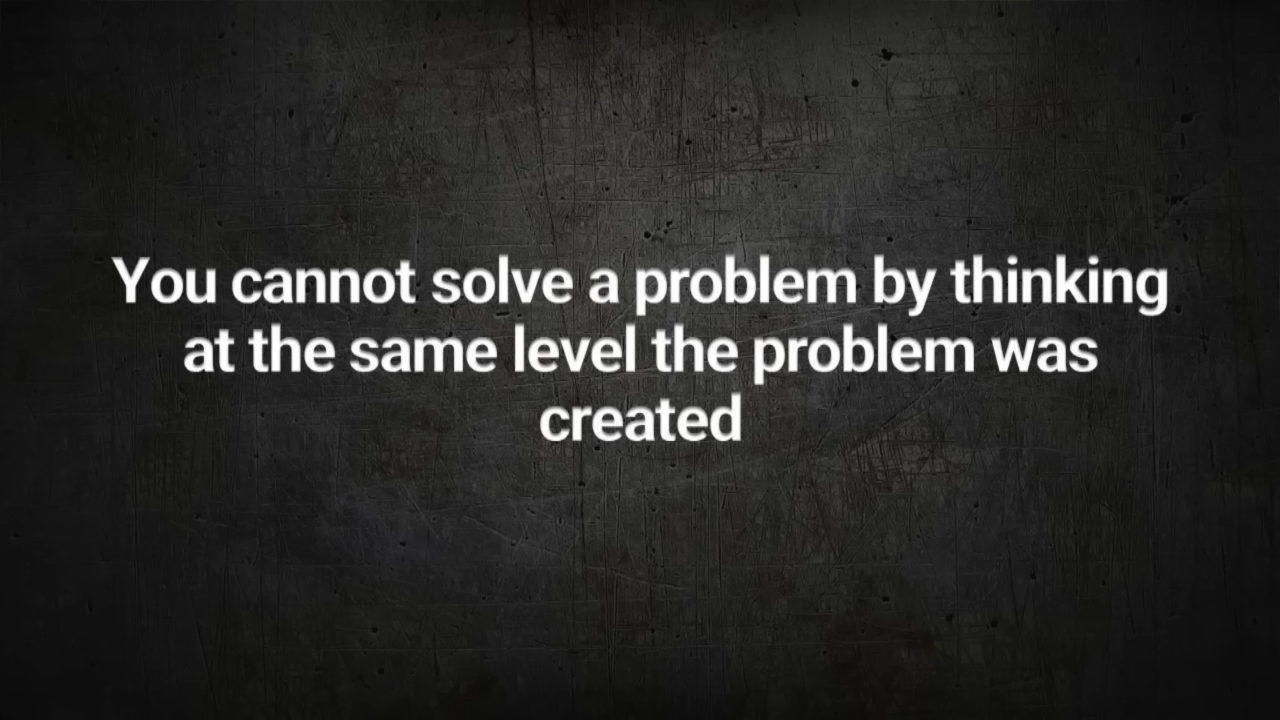 You cannot solve a problem by thinking
at the same level the problem was
created